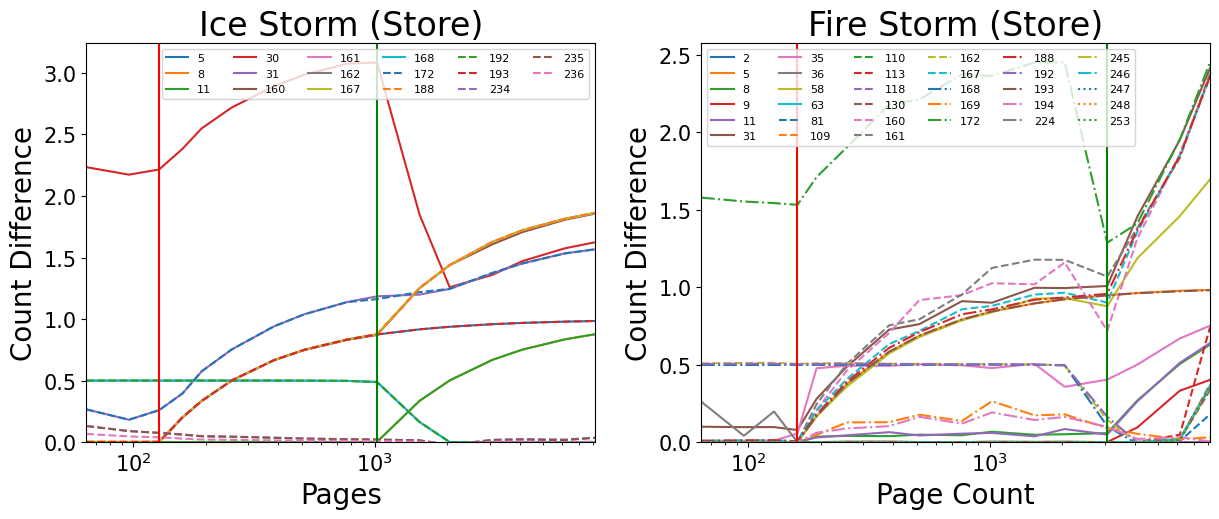 Ice Storm (Store)
Count Difference
3.0
2.5
2.0
1.5
1.0
0.5
0.0
5 30 161 168 192 235
8 31 162 172 193 236
11 160 167 188 234
10² 10³
Pages
Fire Storm (Store)
Count Difference
2.5
2.0
1.5
1.0
0.5
0.0
2 35 110 162 188 245
5 36 113 167 192 246
8 58 118 168 193 247
9 63 130 169 194 248
11 81 160 172 224 253
31 109 161
10² 10³
Page Count